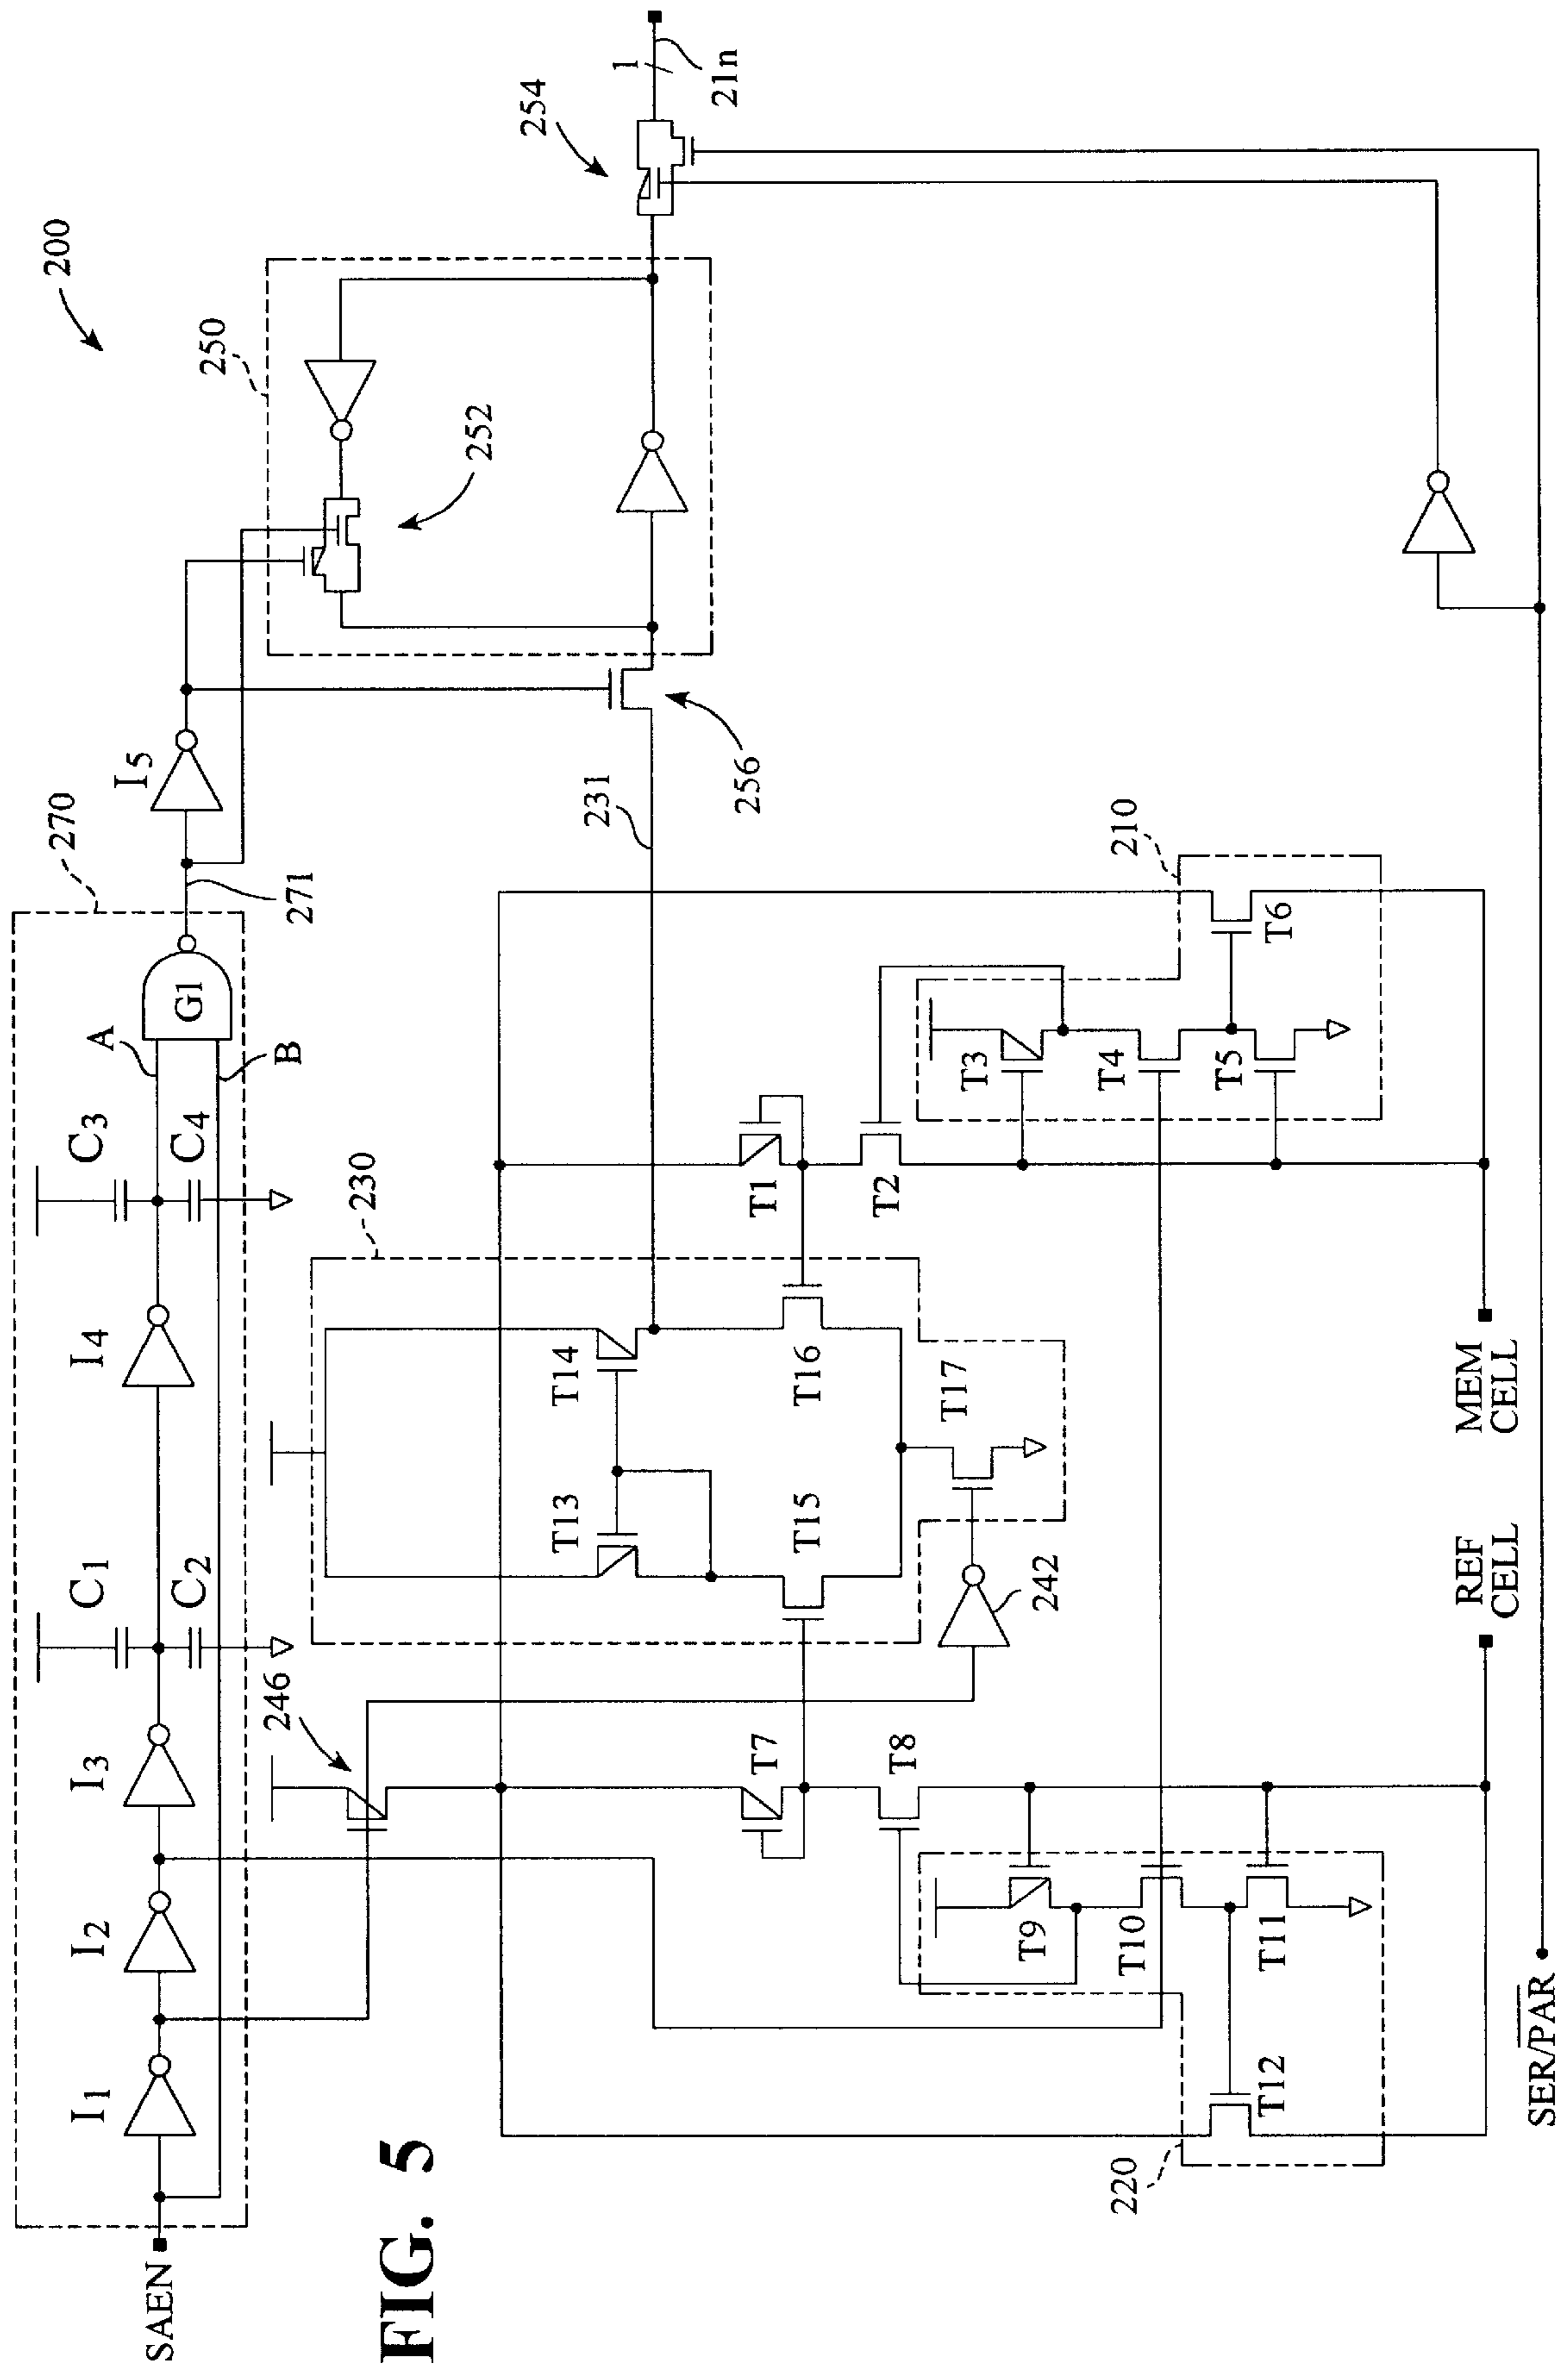 FIG. 5
200
SAEN
I1
I2
I3
C1
C2
I4
C3
C4
A
B
G1
270
271
I5
250
252
254
1
21n
256
231
246
230
T13
T14
T15
T16
T17
242
T1
T2
T7
T8
210
T3
T4
T5
T6
220
T9
T10
T11
T12
REF
CELL
MEM
CELL
SER/P̅A̅R̅